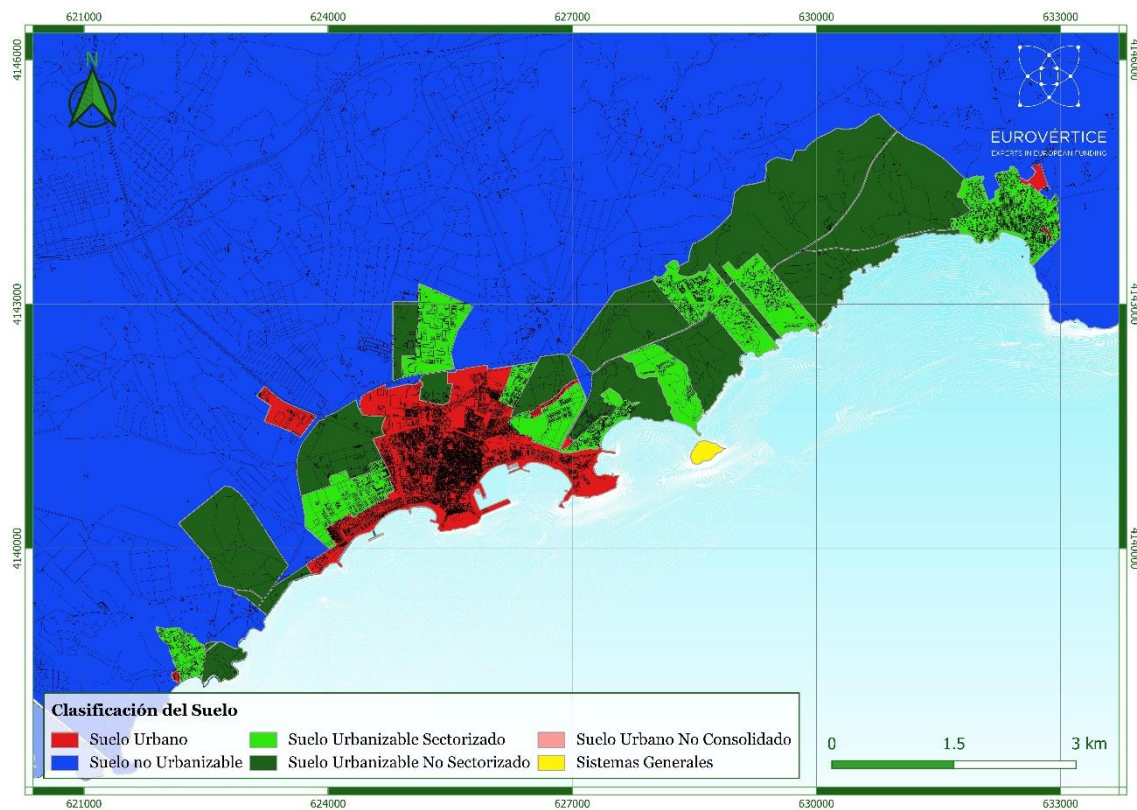 621000 624000 627000 630000 633000
4146000 4146000
N
EUROVÉRTICE
EXPERTS IN EUROPEAN FUNDING
4143000 4143000
4140000 4140000
Clasificación del Suelo
Suelo Urbano Suelo Urbanizable Sectorizado Suelo Urbano No Consolidado
Suelo no Urbanizable Suelo Urbanizable No Sectorizado Sistemas Generales
0 1.5 3 km
621000 624000 627000 630000 633000